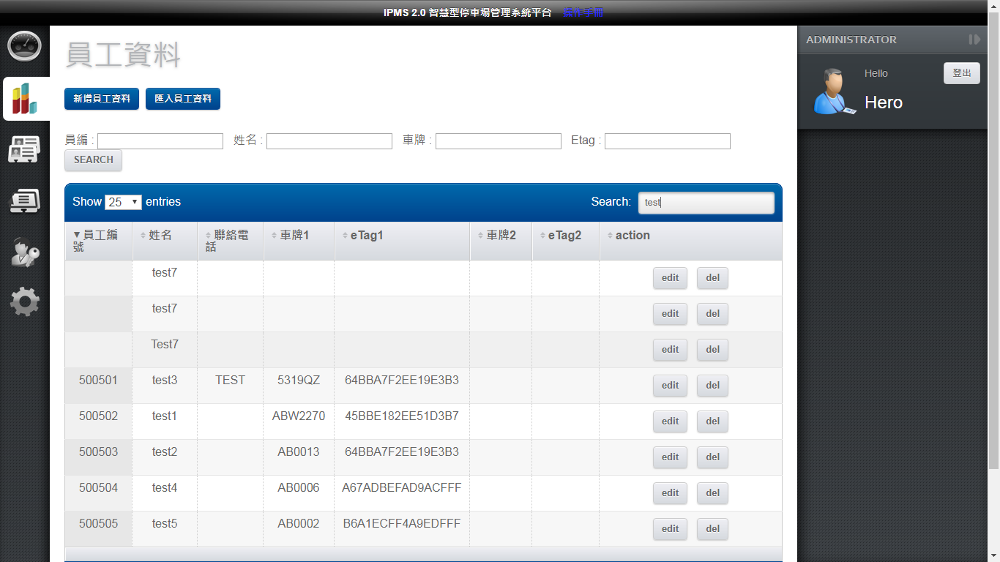 IPMS 2.0 智慧型停車場管理系統平台 操作手冊
員工資料
新增員工資料 匯入員工資料
員編 : 姓名 : 車牌 : Etag :
SEARCH
Show 25 entries Search: test
員工編號 姓名 聯絡電話 車牌1 eTag1 車牌2 eTag2 action
test7 edit del
test7 edit del
Test7 edit del
500501 test3 TEST 5319QZ 64BBA7F2EE19E3B3 edit del
500502 test1 ABW2270 45BBE182EE51D3B7 edit del
500503 test2 AB0013 64BBA7F2EE19E3B3 edit del
500504 test4 AB0006 A67ADBEFAD9ACFFF edit del
500505 test5 AB0002 B6A1ECFF4A9EDFFF edit del
ADMINISTRATOR
Hello 登出
Hero